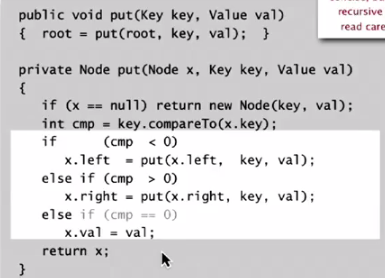 public void put(Key key, Value val)
{ root = put(root, key, val); }
recursive
read care
private Node put(Node x, Key key, Value val)
{
if (x == null) return new Node(key, val);
int cmp = key.compareTo(x.key);
if (cmp < 0)
x.left = put(x.left, key, val);
else if (cmp > 0)
x.right = put(x.right, key, val);
else if (cmp == 0)
x.val = val;
return x;
}